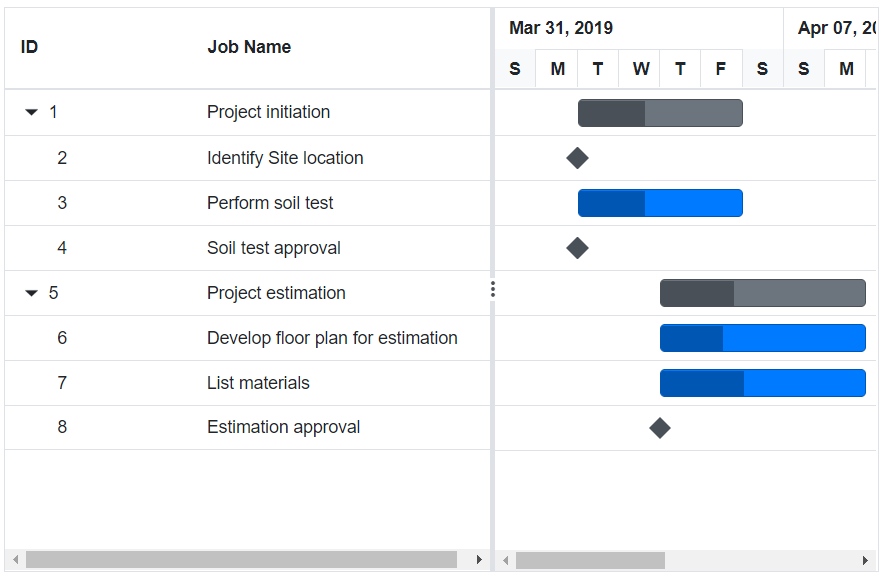 ID Job Name Mar 31, 2019 Apr 07,
S M T W T F S S M
1 Project initiation
2 Identify Site location
3 Perform soil test
4 Soil test approval
5 Project estimation
6 Develop floor plan for estimation
7 List materials
8 Estimation approval